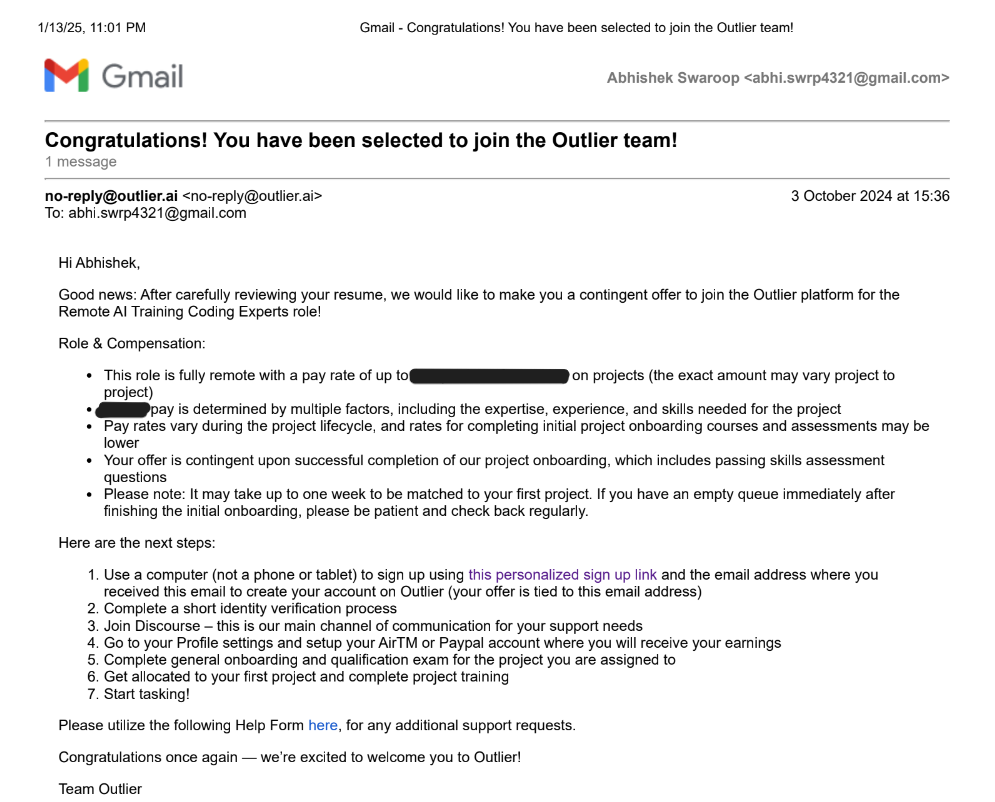 1/13/25, 11:01 PM Gmail - Congratulations! You have been selected to join the Outlier team!
Gmail Abhishek Swaroop <abhi.swrp4321@gmail.com>
Congratulations! You have been selected to join the Outlier team!
1 message
no-reply@outlier.ai <no-reply@outlier.ai> 3 October 2024 at 15:36
To: abhi.swrp4321@gmail.com
Hi Abhishek,
Good news: After carefully reviewing your resume, we would like to make you a contingent offer to join the Outlier platform for the
Remote AI Training Coding Experts role!
Role & Compensation:
• This role is fully remote with a pay rate of up to on projects (the exact amount may vary project to
project)
• pay is determined by multiple factors, including the expertise, experience, and skills needed for the project
• Pay rates vary during the project lifecycle, and rates for completing initial project onboarding courses and assessments may be
lower
• Your offer is contingent upon successful completion of our project onboarding, which includes passing skills assessment
questions
• Please note: It may take up to one week to be matched to your first project. If you have an empty queue immediately after
finishing the initial onboarding, please be patient and check back regularly.
Here are the next steps:
1. Use a computer (not a phone or tablet) to sign up using this personalized sign up link and the email address where you
received this email to create your account on Outlier (your offer is tied to this email address)
2. Complete a short identity verification process
3. Join Discourse – this is our main channel of communication for your support needs
4. Go to your Profile settings and setup your AirTM or Paypal account where you will receive your earnings
5. Complete general onboarding and qualification exam for the project you are assigned to
6. Get allocated to your first project and complete project training
7. Start tasking!
Please utilize the following Help Form here, for any additional support requests.
Congratulations once again — we're excited to welcome you to Outlier!
Team Outlier